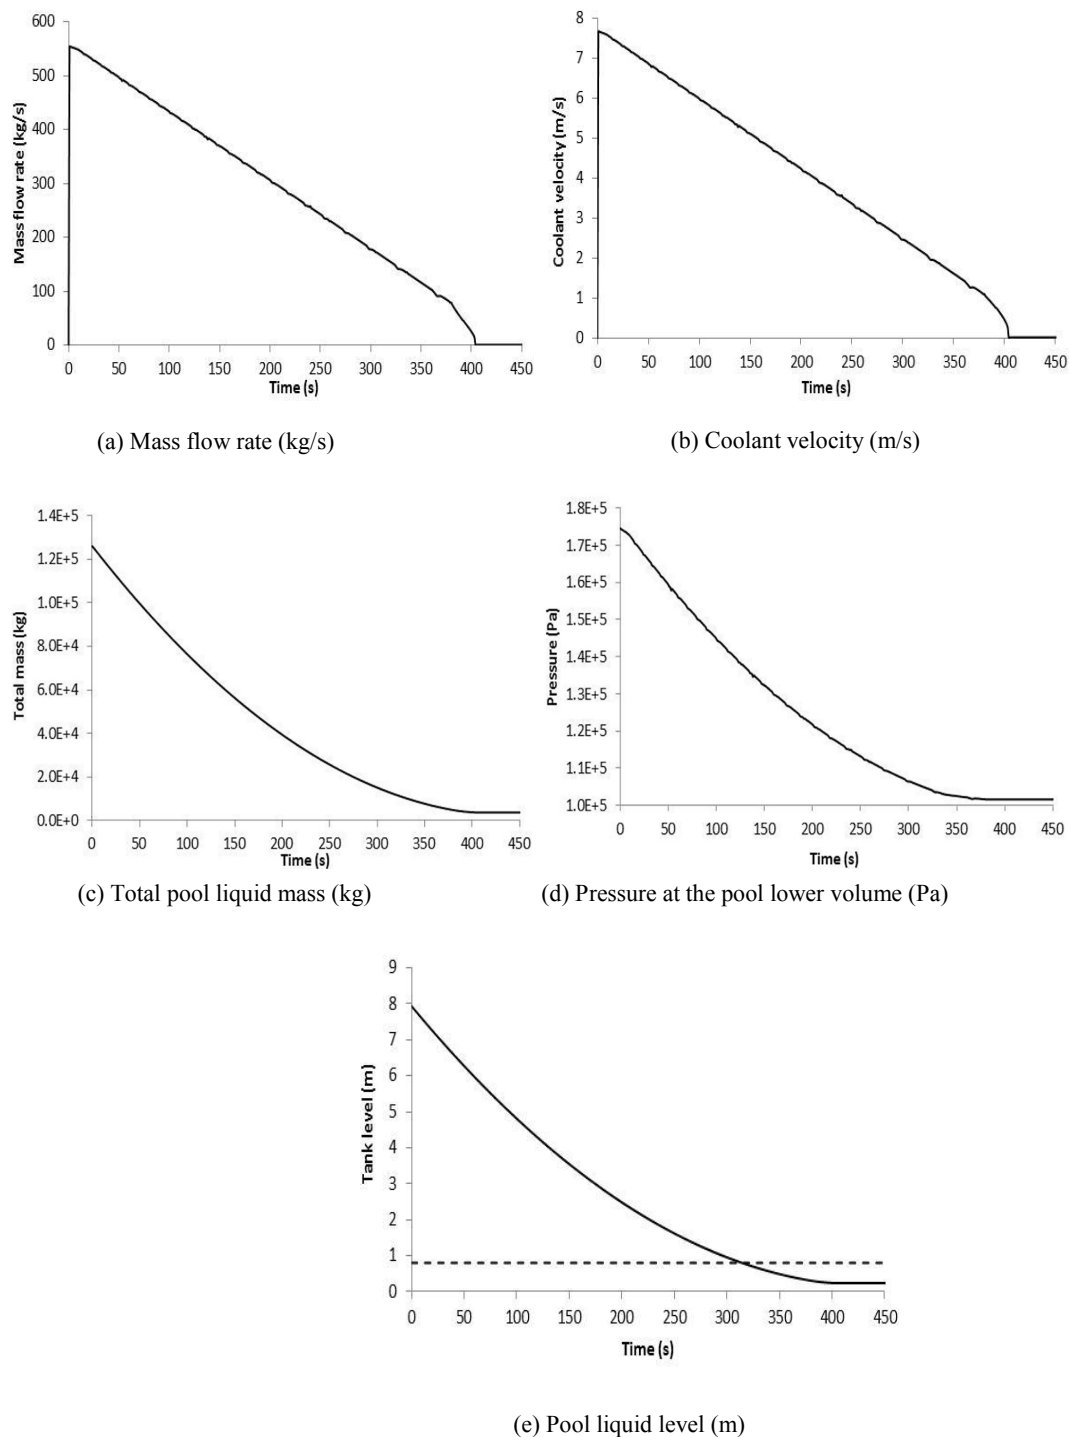 Mass flow rate (kg/s)
600
500
400
300
200
100
0
0 50 100 150 200 250 300 350 400 450
Time (s)
Coolant velocity (m/s)
8
7
6
5
4
3
2
1
0
0 50 100 150 200 250 300 350 400 450
Time (s)
(a) Mass flow rate (kg/s)
(b) Coolant velocity (m/s)
Total mass (kg)
1.4E+5
1.2E+5
1.0E+5
8.0E+4
6.0E+4
4.0E+4
2.0E+4
0.0E+0
0 50 100 150 200 250 300 350 400 450
Time (s)
Pressure (Pa)
1.8E+5
1.7E+5
1.6E+5
1.5E+5
1.4E+5
1.3E+5
1.2E+5
1.1E+5
1.0E+5
0 50 100 150 200 250 300 350 400 450
Time (s)
(c) Total pool liquid mass (kg)
(d) Pressure at the pool lower volume (Pa)
Tank level (m)
9
8
7
6
5
4
3
2
1
0
0 50 100 150 200 250 300 350 400 450
Time (s)
(e) Pool liquid level (m)